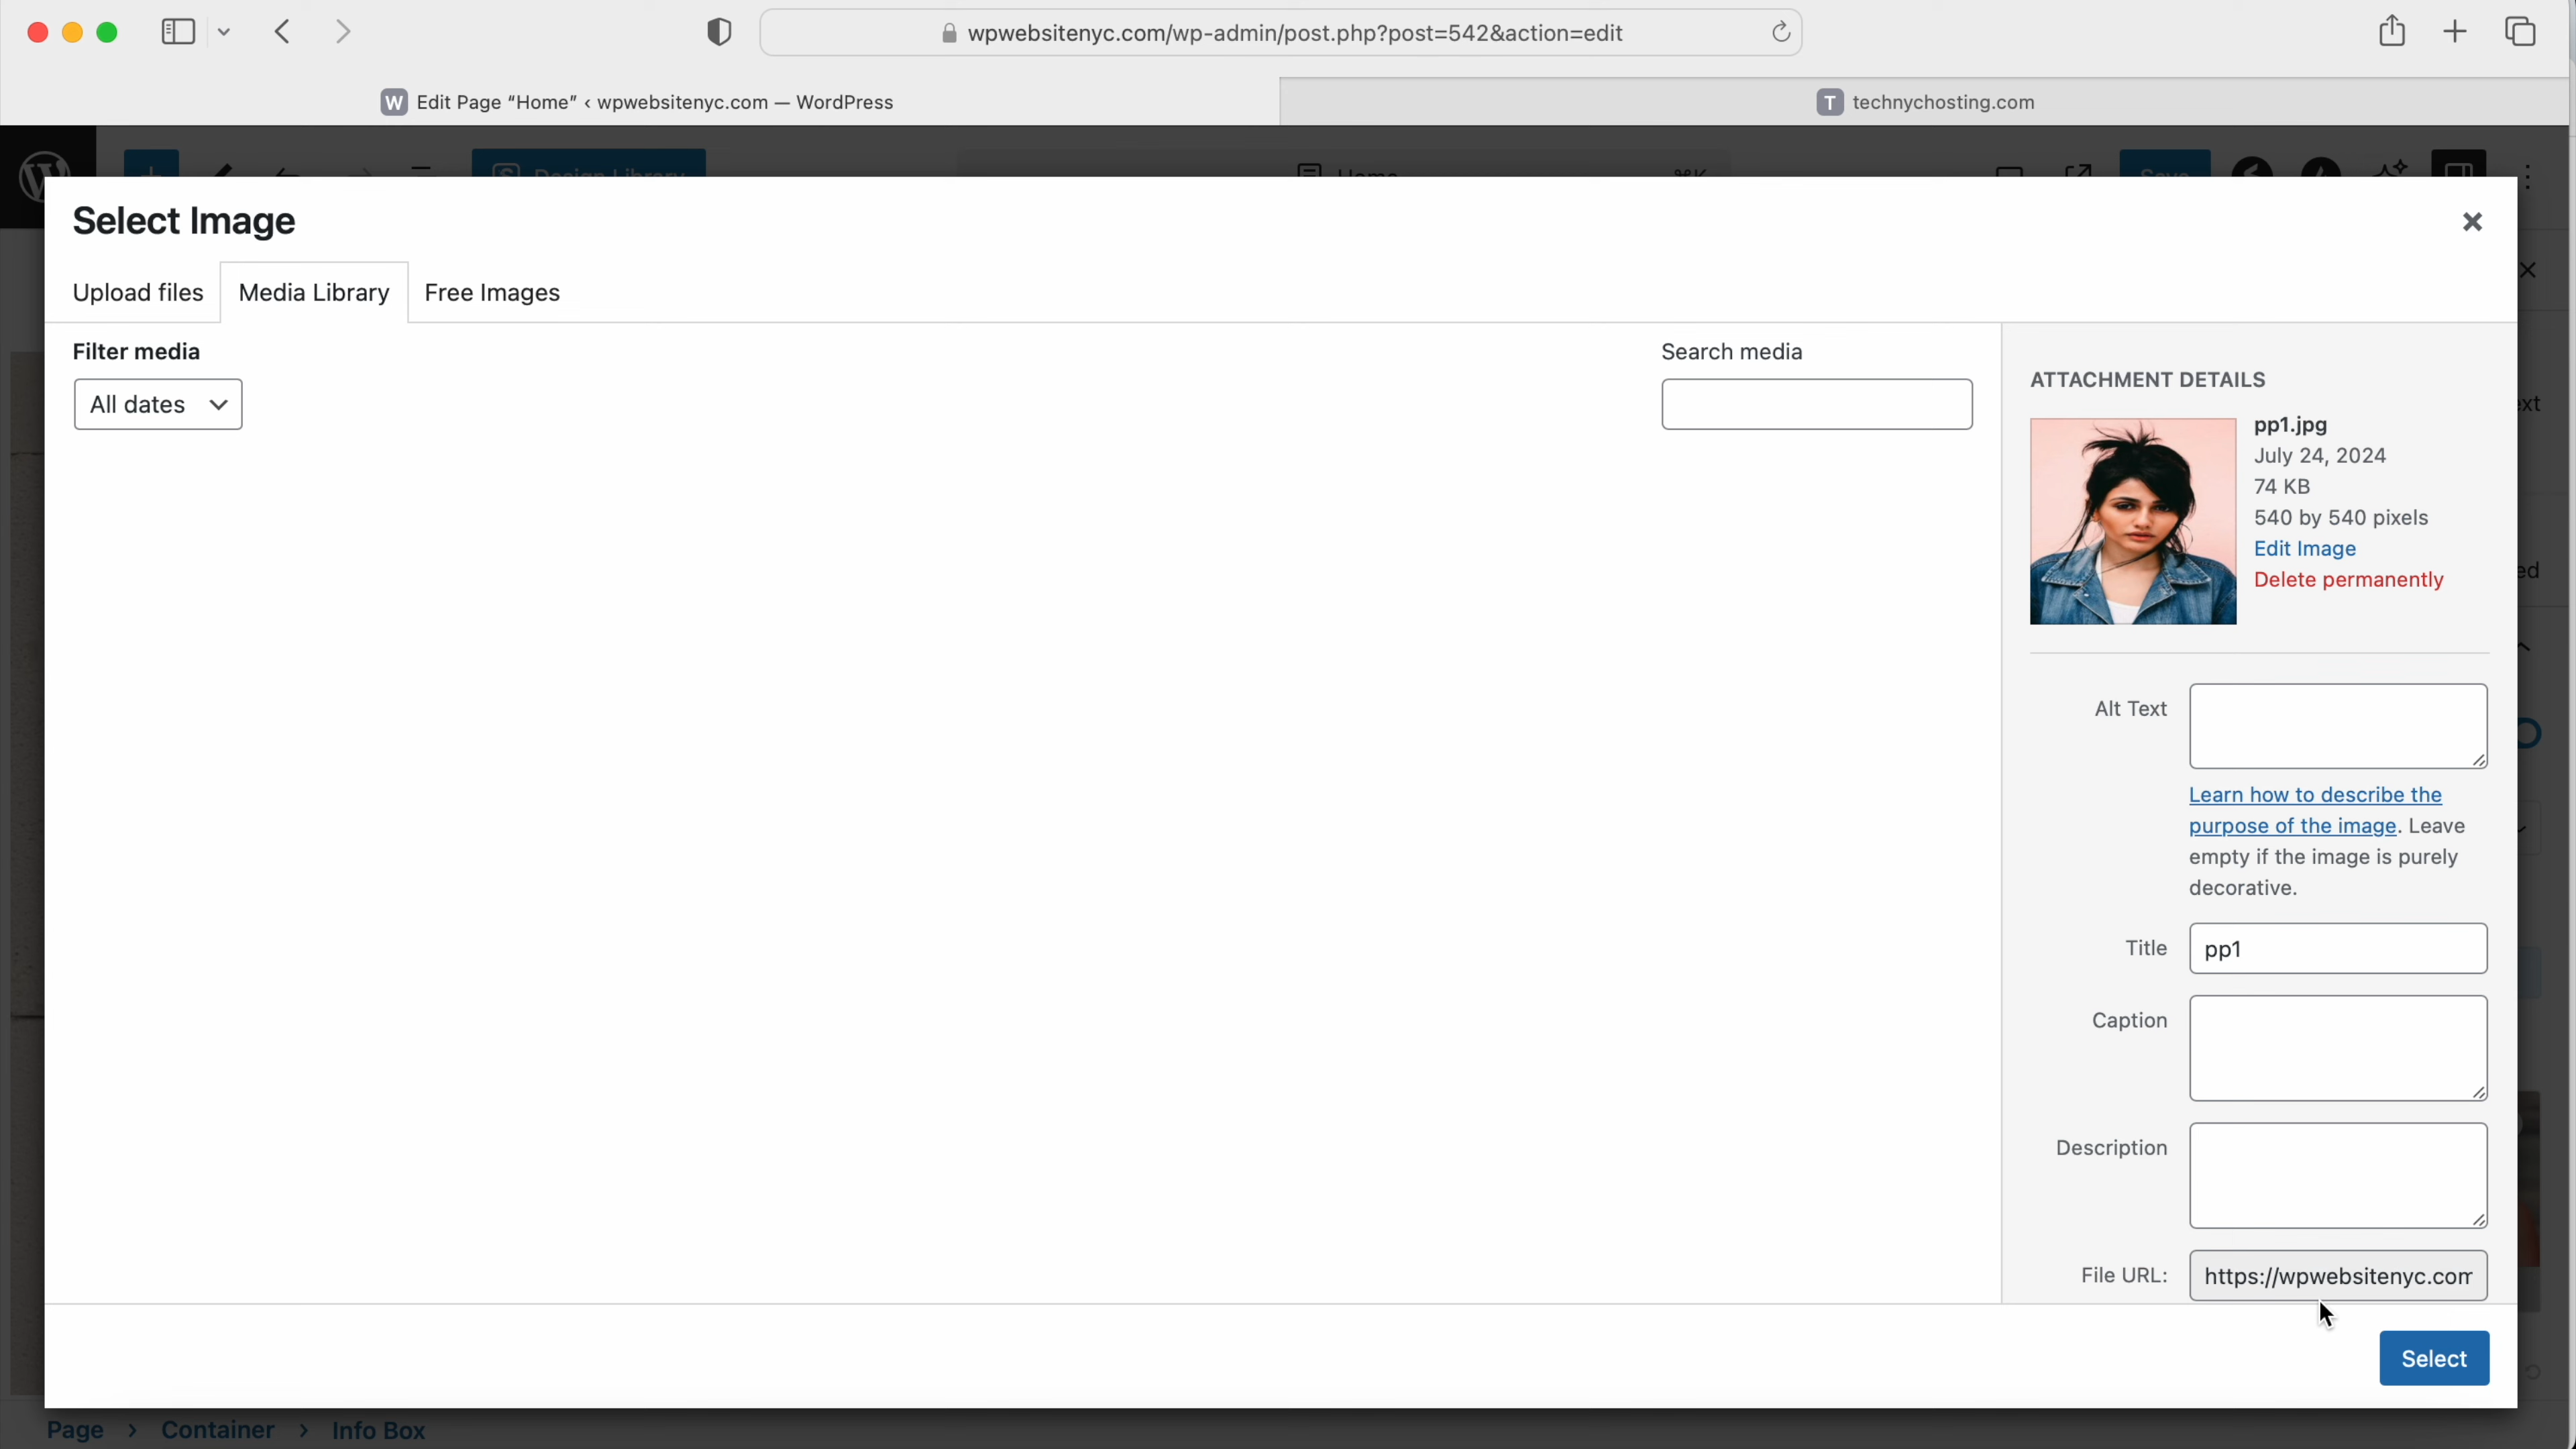 wpwebsitenyc.com/wp-admin/post.php?post=542&action=edit
W Edit Page “Home” ‹ wpwebsitenyc.com — WordPress
T technychosting.com
Design Library
Home
⌘K
Save
Select Image
Upload files
Media Library
Free Images
Filter media
All dates
Search media
ATTACHMENT DETAILS
pp1.jpg
July 24, 2024
74 KB
540 by 540 pixels
Edit Image
Delete permanently
Alt Text
Learn how to describe the
purpose of the image. Leave
empty if the image is purely
decorative.
Title
pp1
Caption
Description
File URL:
https://wpwebsitenyc.com
Select
Page › Container › Info Box